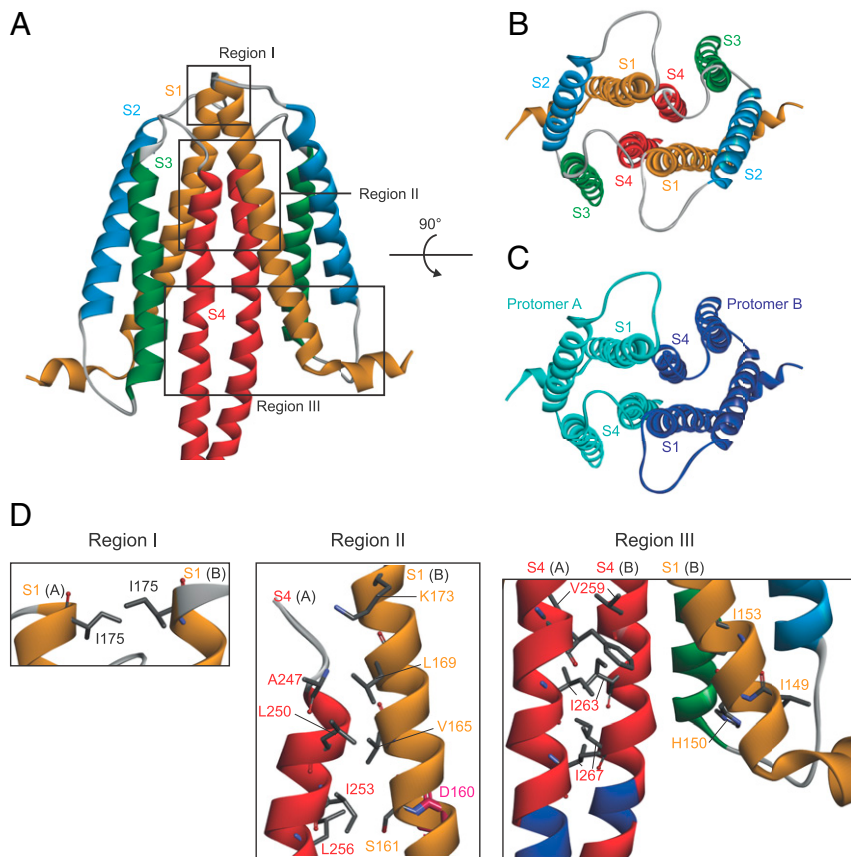 A
Region I
S1
S2
S3
Region II
S4
Region III
90°
B
S3
S1
S4
S2
S4
S1
S2
S3
C
Protomer A
Protomer B
S1
S4
S4
S1
D
Region I
S1 (A)
I175
S1 (B)
I175
Region II
S4 (A)
S1 (B)
K173
A247
L169
L250
V165
I253
D160
L256
S161
Region III
S4 (A)
S4 (B)
S1 (B)
V259
I153
I263
I149
H150
I267